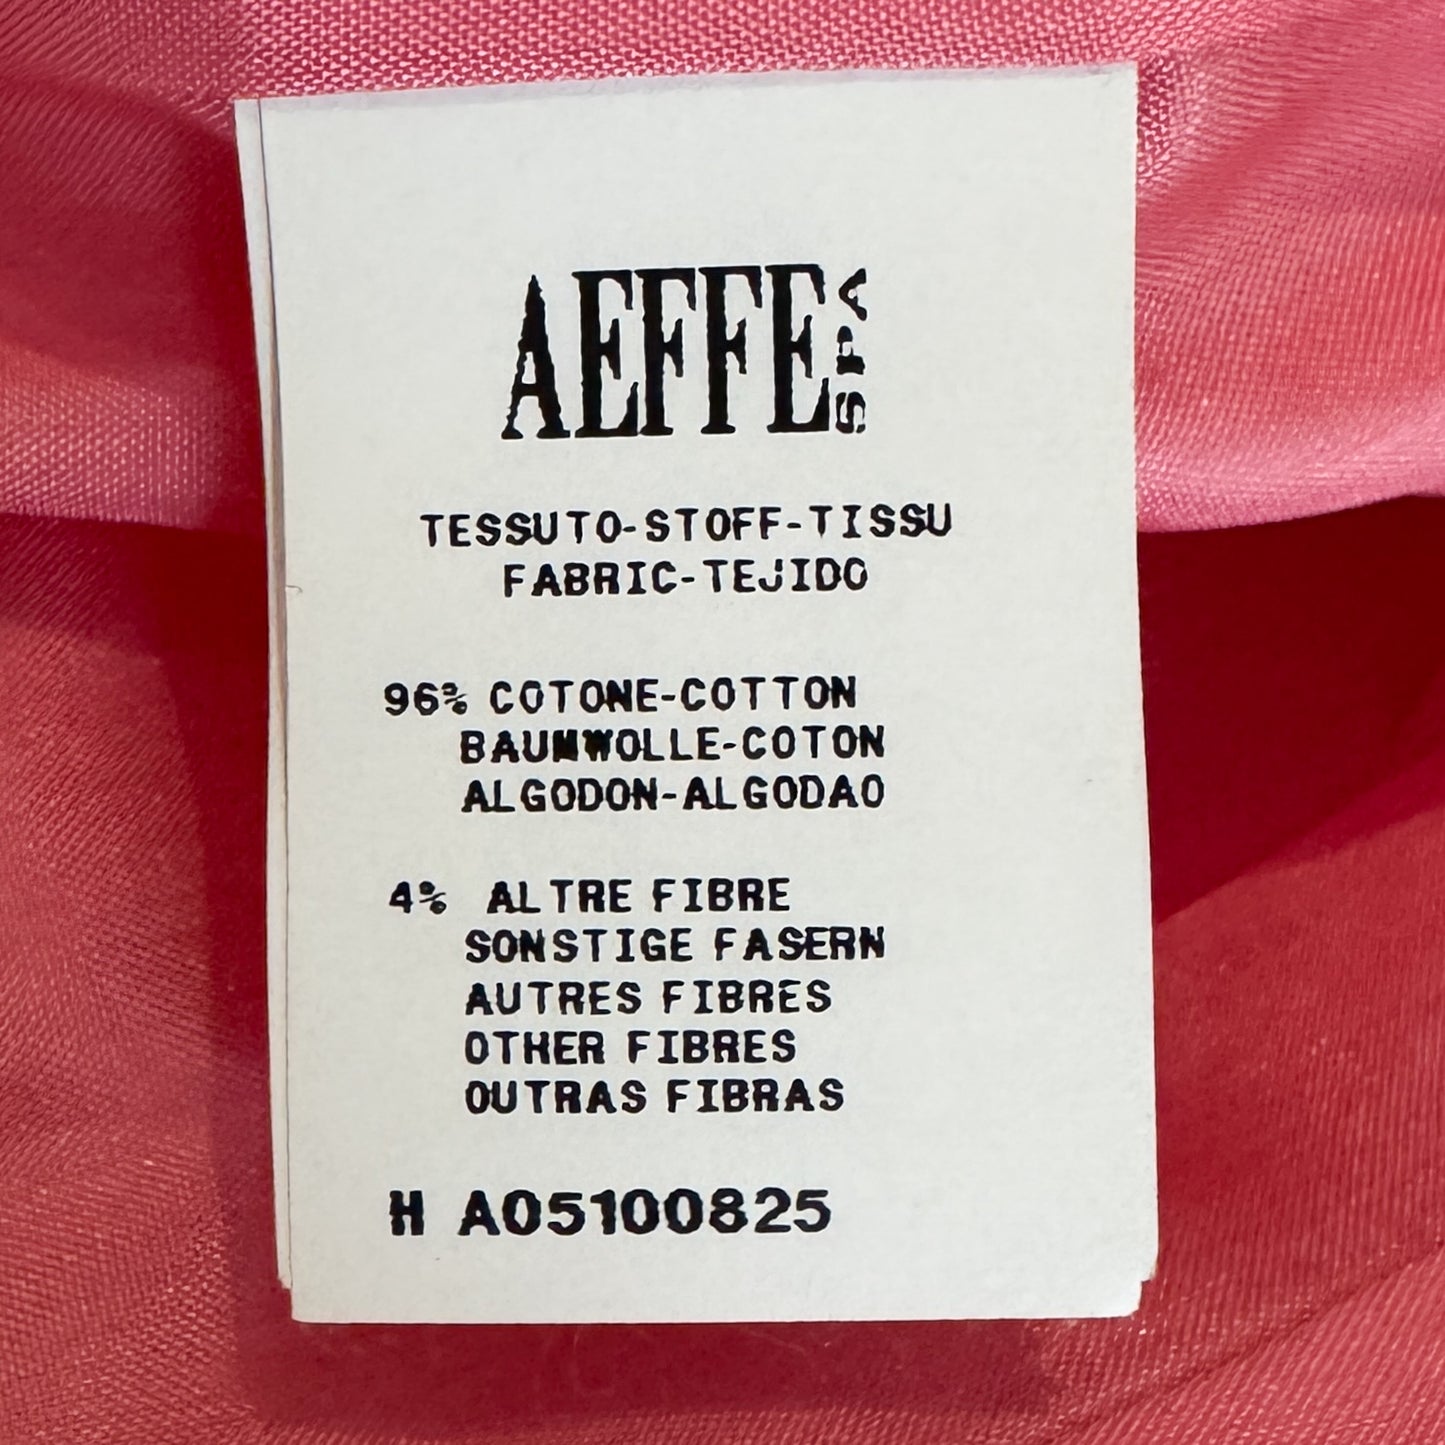 AEFFE SPA
TESSUTO-STOFF-TISSU
FABRIC-TEJIDO
96% COTONE-COTTON
BAUMWOLLE-COTON
ALGODON-ALGODAO
4% ALTRE FIBRE
SONSTIGE FASERN
AUTRES FIBRES
OTHER FIBRES
OUTRAS FIBRAS
H A05100825